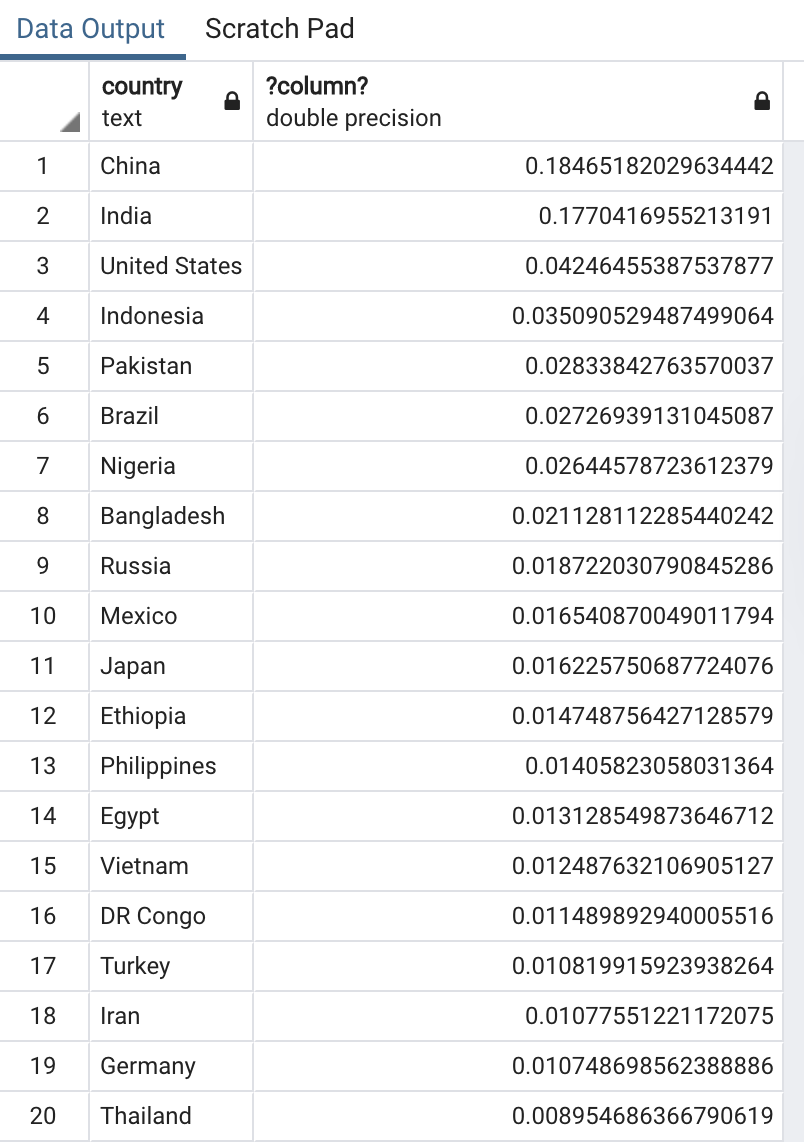 Data Output Scratch Pad
country ?column?
text double precision
1 China 0.18465182029634442
2 India 0.1770416955213191
3 United States 0.04246455387537877
4 Indonesia 0.035090529487499064
5 Pakistan 0.02833842763570037
6 Brazil 0.02726939131045087
7 Nigeria 0.02644578723612379
8 Bangladesh 0.021128112285440242
9 Russia 0.018722030790845286
10 Mexico 0.016540870049011794
11 Japan 0.016225750687724076
12 Ethiopia 0.014748756427128579
13 Philippines 0.01405823058031364
14 Egypt 0.013128549873646712
15 Vietnam 0.012487632106905127
16 DR Congo 0.011489892940005516
17 Turkey 0.010819915923938264
18 Iran 0.01077551221172075
19 Germany 0.010748698562388886
20 Thailand 0.008954686366790619